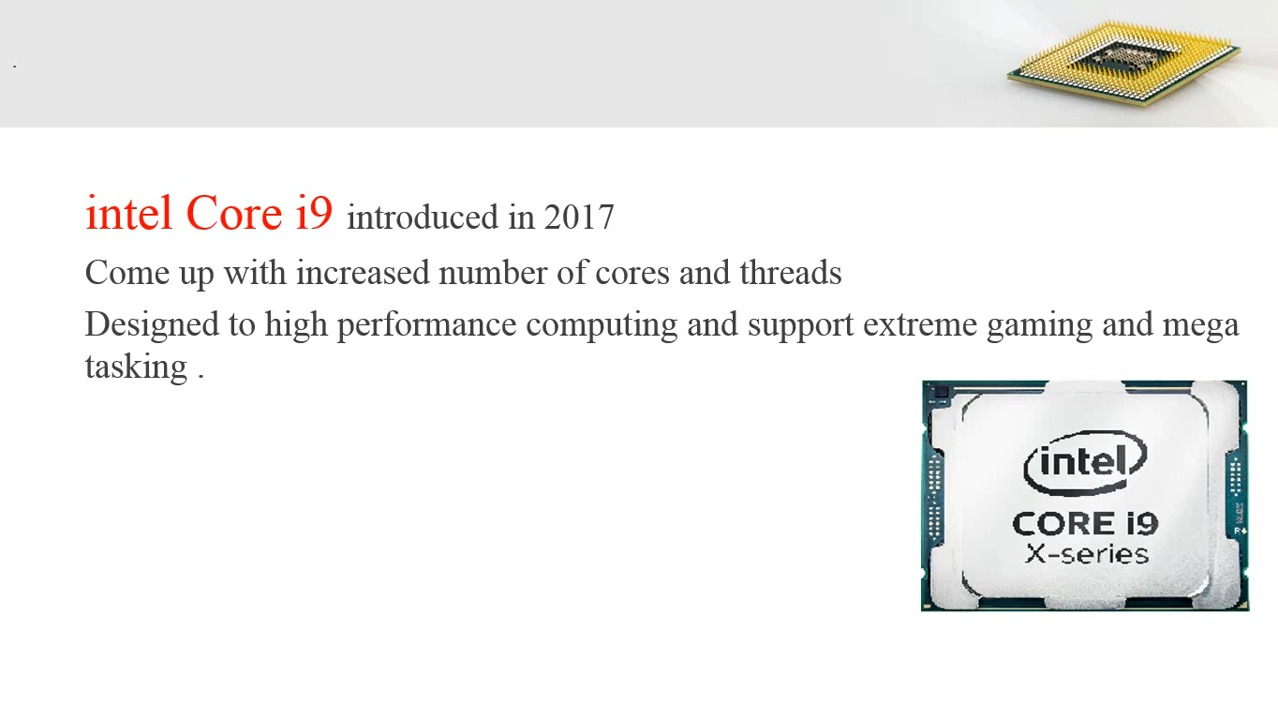 .
intel Core i9 introduced in 2017
Come up with increased number of cores and threads
Designed to high performance computing and support extreme gaming and mega
tasking .
intel
CORE i9
X-series